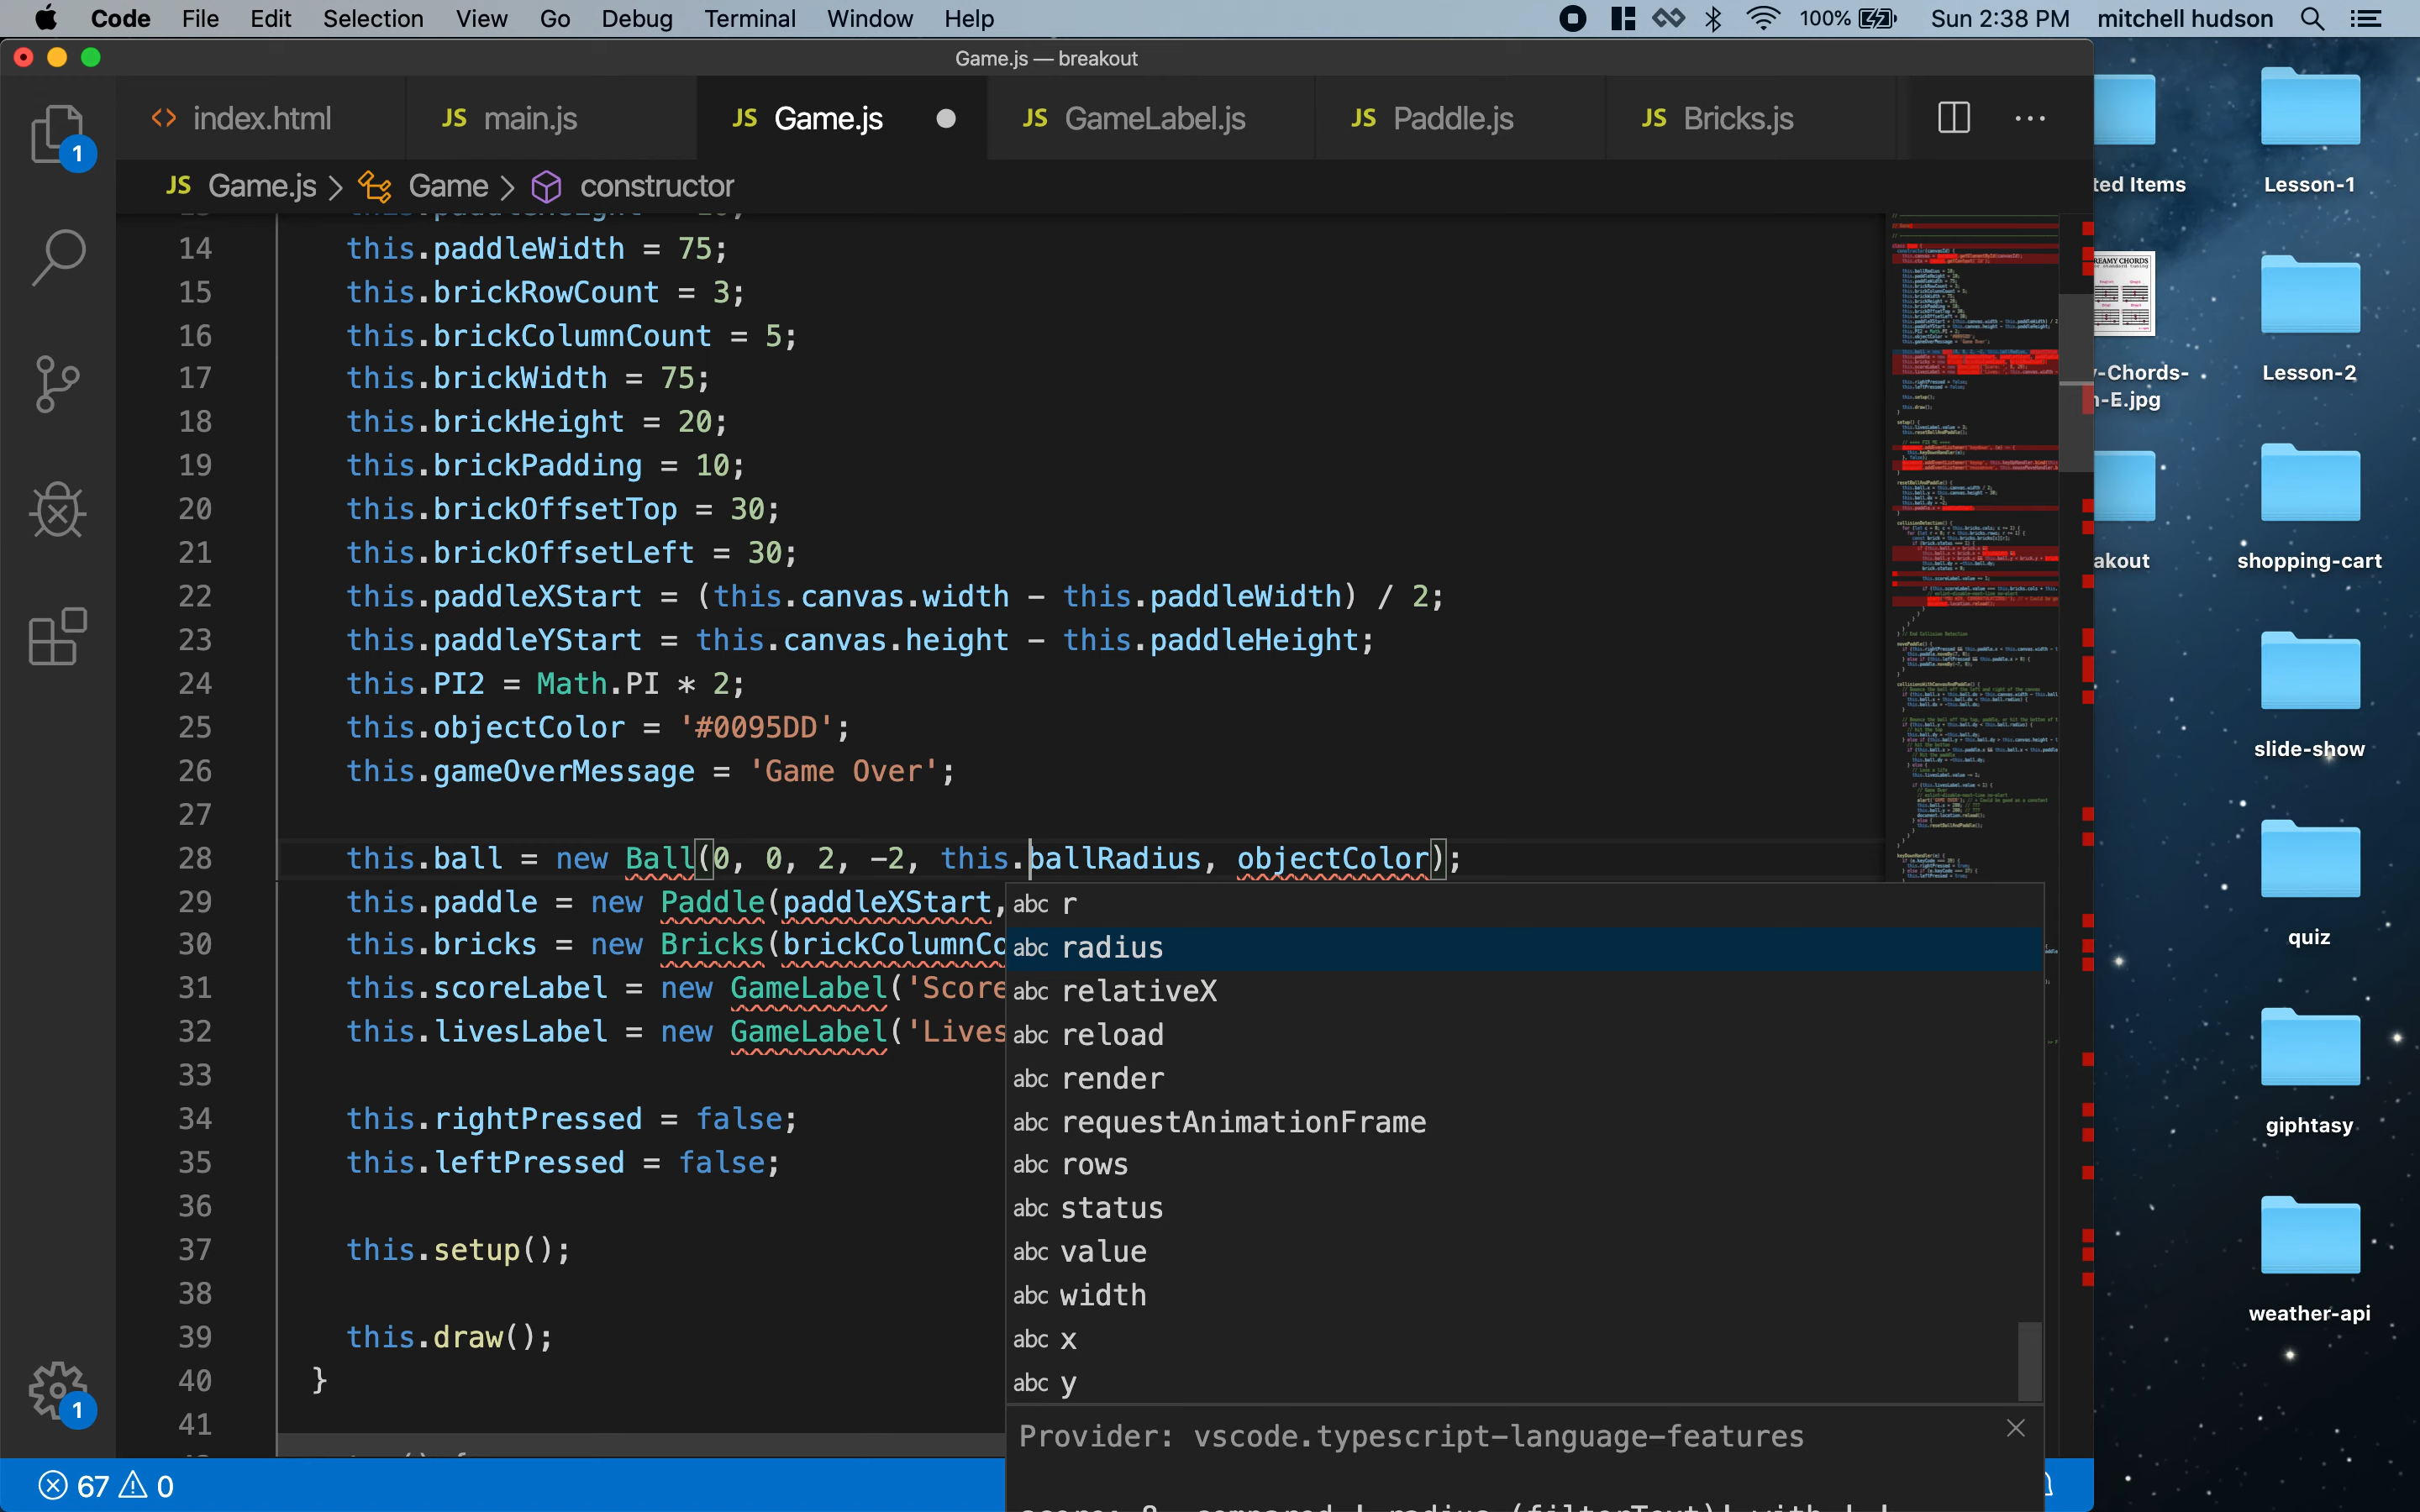 Code File Edit Selection View Go Debug Terminal Window Help 100% Sun 2:38 PM mitchell hudson
Game.js — breakout
1
<> index.html JS main.js JS Game.js JS GameLabel.js JS Paddle.js JS Bricks.js ...
JS Game.js > Game > constructor
14 this.paddleWidth = 75;
15 this.brickRowCount = 3;
16 this.brickColumnCount = 5;
17 this.brickWidth = 75;
18 this.brickHeight = 20;
19 this.brickPadding = 10;
20 this.brickOffsetTop = 30;
21 this.brickOffsetLeft = 30;
22 this.paddleXStart = (this.canvas.width - this.paddleWidth) / 2;
23 this.paddleYStart = this.canvas.height - this.paddleHeight;
24 this.PI2 = Math.PI * 2;
25 this.objectColor = '#0095DD';
26 this.gameOverMessage = 'Game Over';
27
28 this.ball = new Ball(0, 0, 2, -2, this.ballRadius, objectColor);
29 this.paddle = new Paddle(paddleXStart,
30 this.bricks = new Bricks(brickColumnCo
31 this.scoreLabel = new GameLabel('Score
32 this.livesLabel = new GameLabel('Lives
33
34 this.rightPressed = false;
35 this.leftPressed = false;
36
37 this.setup();
38
39 this.draw();
40 }
41
abc r
abc radius
abc relativeX
abc reload
abc render
abc requestAnimationFrame
abc rows
abc status
abc value
abc width
abc x
abc y
Provider: vscode.typescript-language-features
1
67 0
ted Items
Lesson-1
REAMY CHORDS
y-Chords-
n-E.jpg
Lesson-2
akout
shopping-cart
slide-show
quiz
giphtasy
weather-api